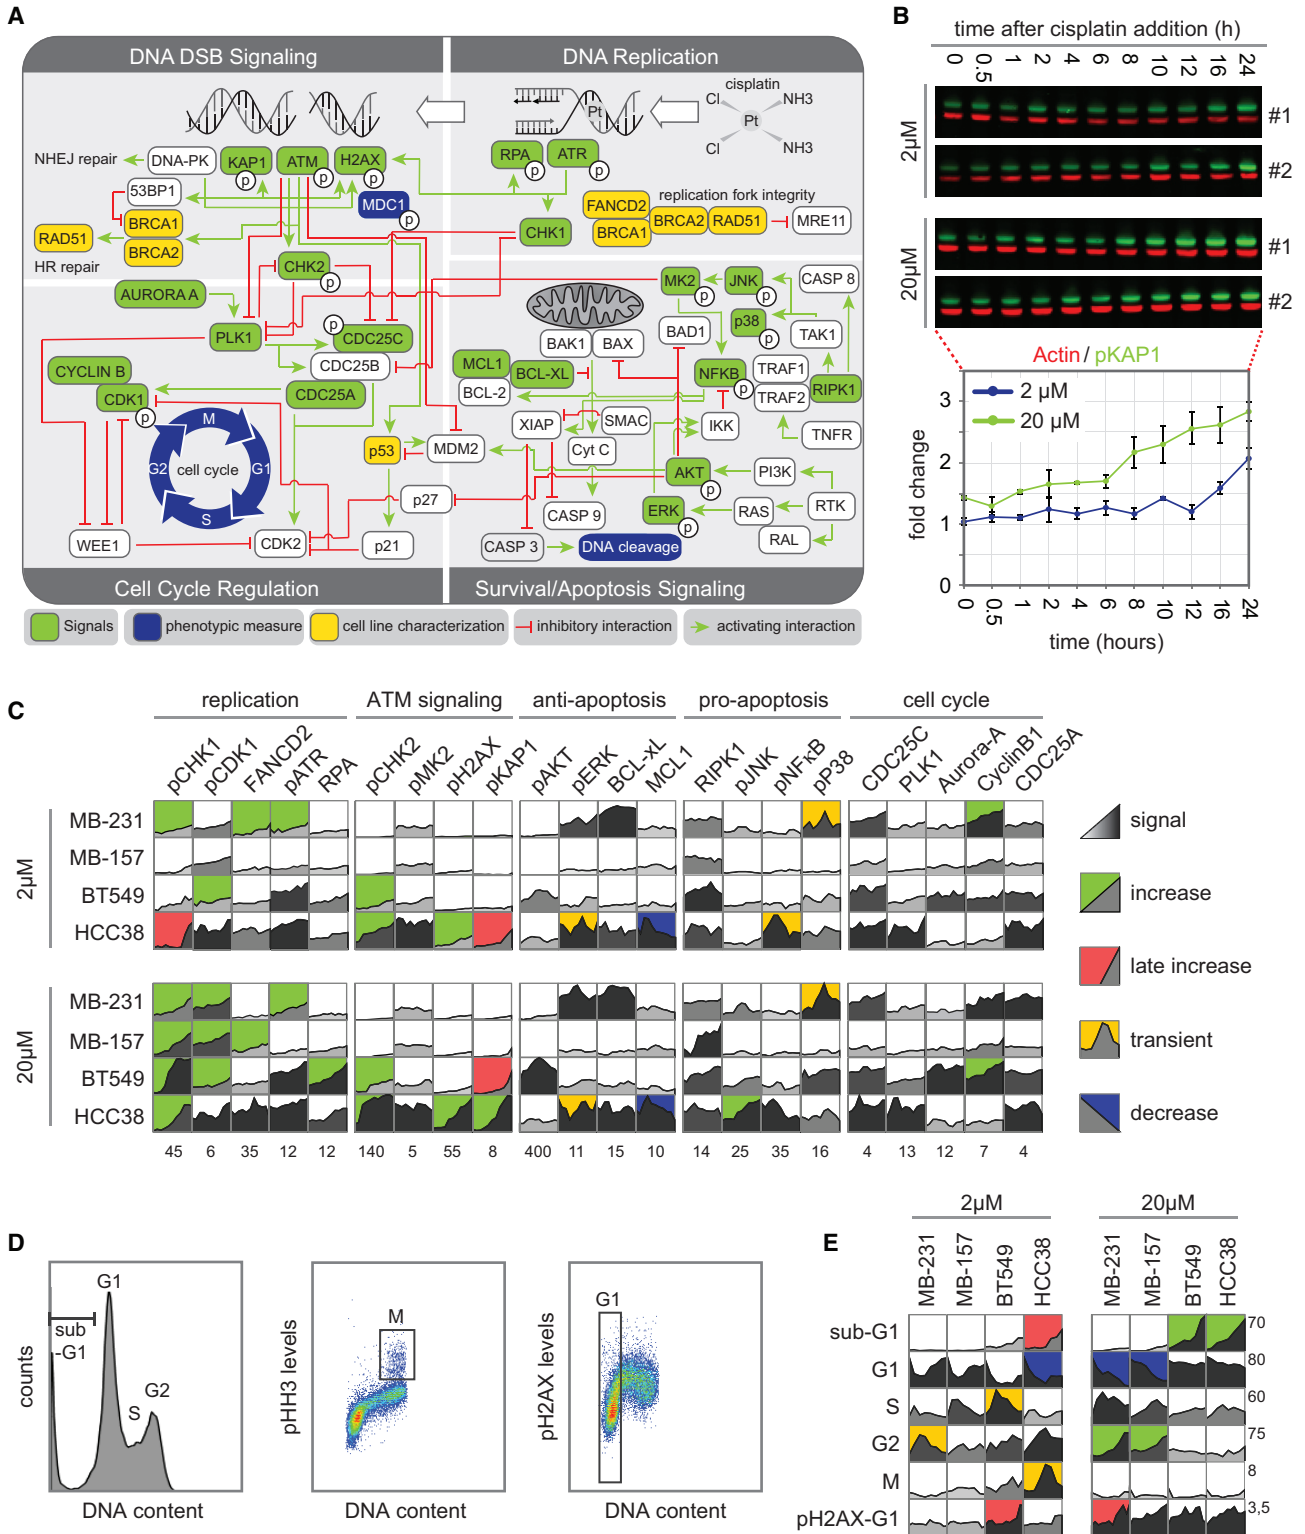 A
DNA DSB Signaling
DNA Replication
cisplatin
Cl
NH3
Pt
Pt
Cl
NH3
NHEJ repair
DNA-PK
KAP1
ATM
H2AX
RPA
ATR
p
p
p
p
p
53BP1
MDC1
p
replication fork integrity
FANCD2
BRCA1
BRCA2
RAD51
MRE11
RAD51
BRCA1
BRCA2
CHK1
HR repair
CHK2
p
AURORA A
MK2
p
JNK
p
CASP 8
p
PLK1
CDC25C
CDC25B
BAK1
BAX
BAD1
p38
p
TAK1
CYCLIN B
CDK1
p
CDC25A
MCL1
BCL-XL
BCL-2
NFKB
p
TRAF1
TRAF2
RIPK1
M
G2
cell cycle
G1
S
p53
MDM2
XIAP
SMAC
Cyt C
IKK
TNFR
p27
AKT
p
PI3K
CASP 9
ERK
p
RAS
RTK
WEE1
CDK2
p21
CASP 3
DNA cleavage
RAL
Cell Cycle Regulation
Survival/Apoptosis Signaling
Signals
phenotypic measure
cell line characterization
inhibitory interaction
activating interaction
B
time after cisplatin addition (h)
0 0.5 1 2 4 6 8 10 12 16 24
2µM
#1
#2
20µM
#1
#2
Actin / pKAP1
2 µM
20 µM
fold change
3
2
1
0
0 0.5 1 2 4 6 8 10 12 16 24
time (hours)
C
replication
ATM signaling
anti-apoptosis
pro-apoptosis
cell cycle
pCHK1 pCDK1 FANCD2 pATR RPA pCHK2 pMK2 pH2AX pKAP1 pAKT pERK BCL-xL MCL1 RIPK1 pJNK pNFκB pP38 CDC25C PLK1 Aurora-A CyclinB1 CDC25A
2µM
MB-231
MB-157
BT549
HCC38
20µM
MB-231
MB-157
BT549
HCC38
45 6 35 12 12 140 5 55 8 400 11 15 10 14 25 35 16 4 13 12 7 4
signal
increase
late increase
transient
decrease
D
counts
sub
-G1
G1
S
G2
DNA content
pHH3 levels
M
DNA content
pH2AX levels
G1
DNA content
E
2µM
20µM
MB-231 MB-157 BT549 HCC38 MB-231 MB-157 BT549 HCC38
sub-G1 70
G1 80
S 60
G2 75
M 8
pH2AX-G1 3,5